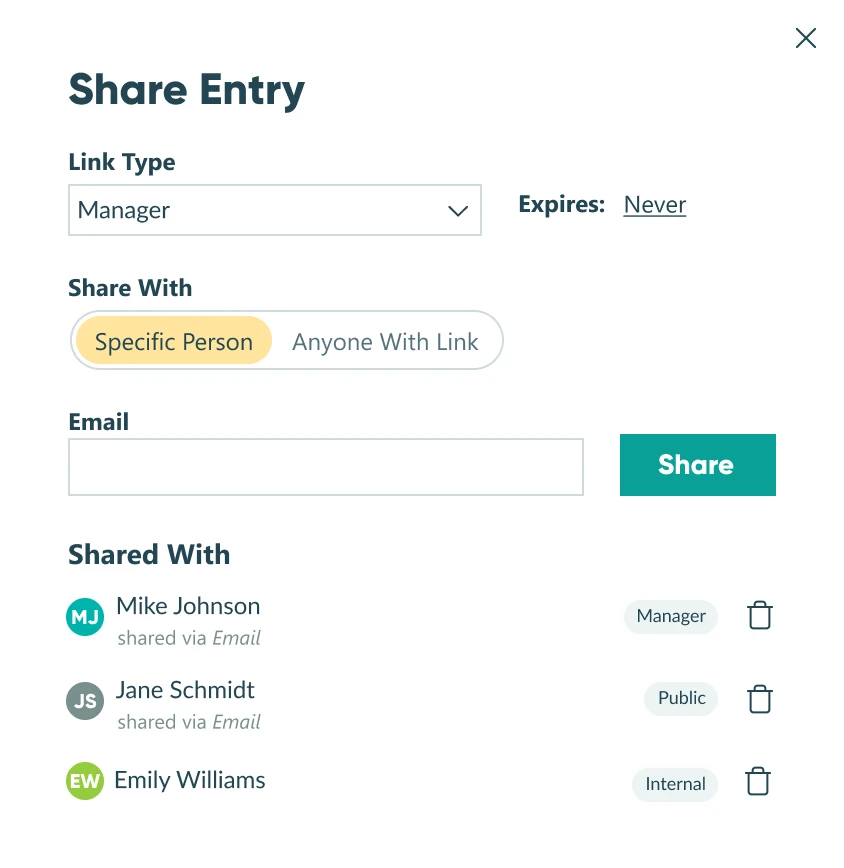 Share Entry
Link Type
Manager
Expires: Never
Share With
Specific Person Anyone With Link
Email
Share
Shared With
MJ Mike Johnson Manager
shared via Email
JS Jane Schmidt Public
shared via Email
EW Emily Williams Internal